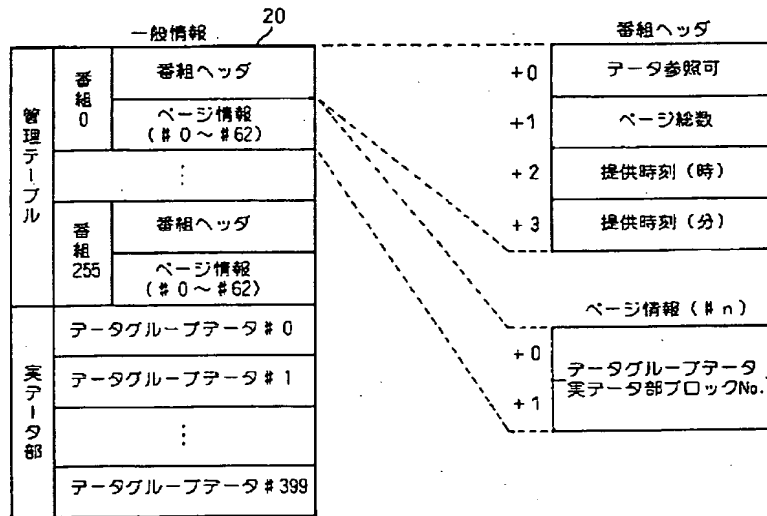 一般情報
20
管理テーブル
番組
0
番組ヘッダ
ページ情報
(#0~#62)
⋮
番組
255
番組ヘッダ
ページ情報
(#0~#62)
実データ部
データグループデータ#0
データグループデータ#1
⋮
データグループデータ#399
番組ヘッダ
+0
データ参照可
+1
ページ総数
+2
提供時刻(時)
+3
提供時刻(分)
ページ情報(#n)
+0
+1
データグループデータ
実データ部ブロックNo.